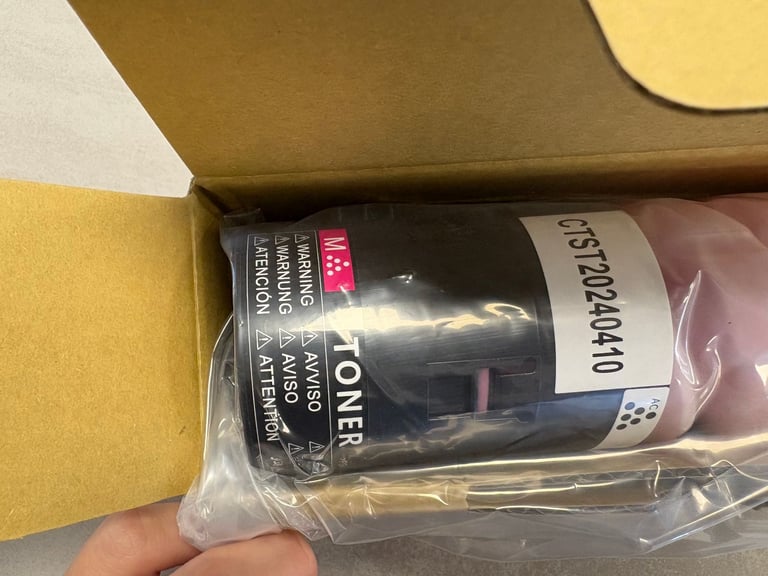 M
TONER
WARNING
AVVISO
WARNUNG
AVISO
ATENCIÓN
ATTENTION
CTST20240410
AC